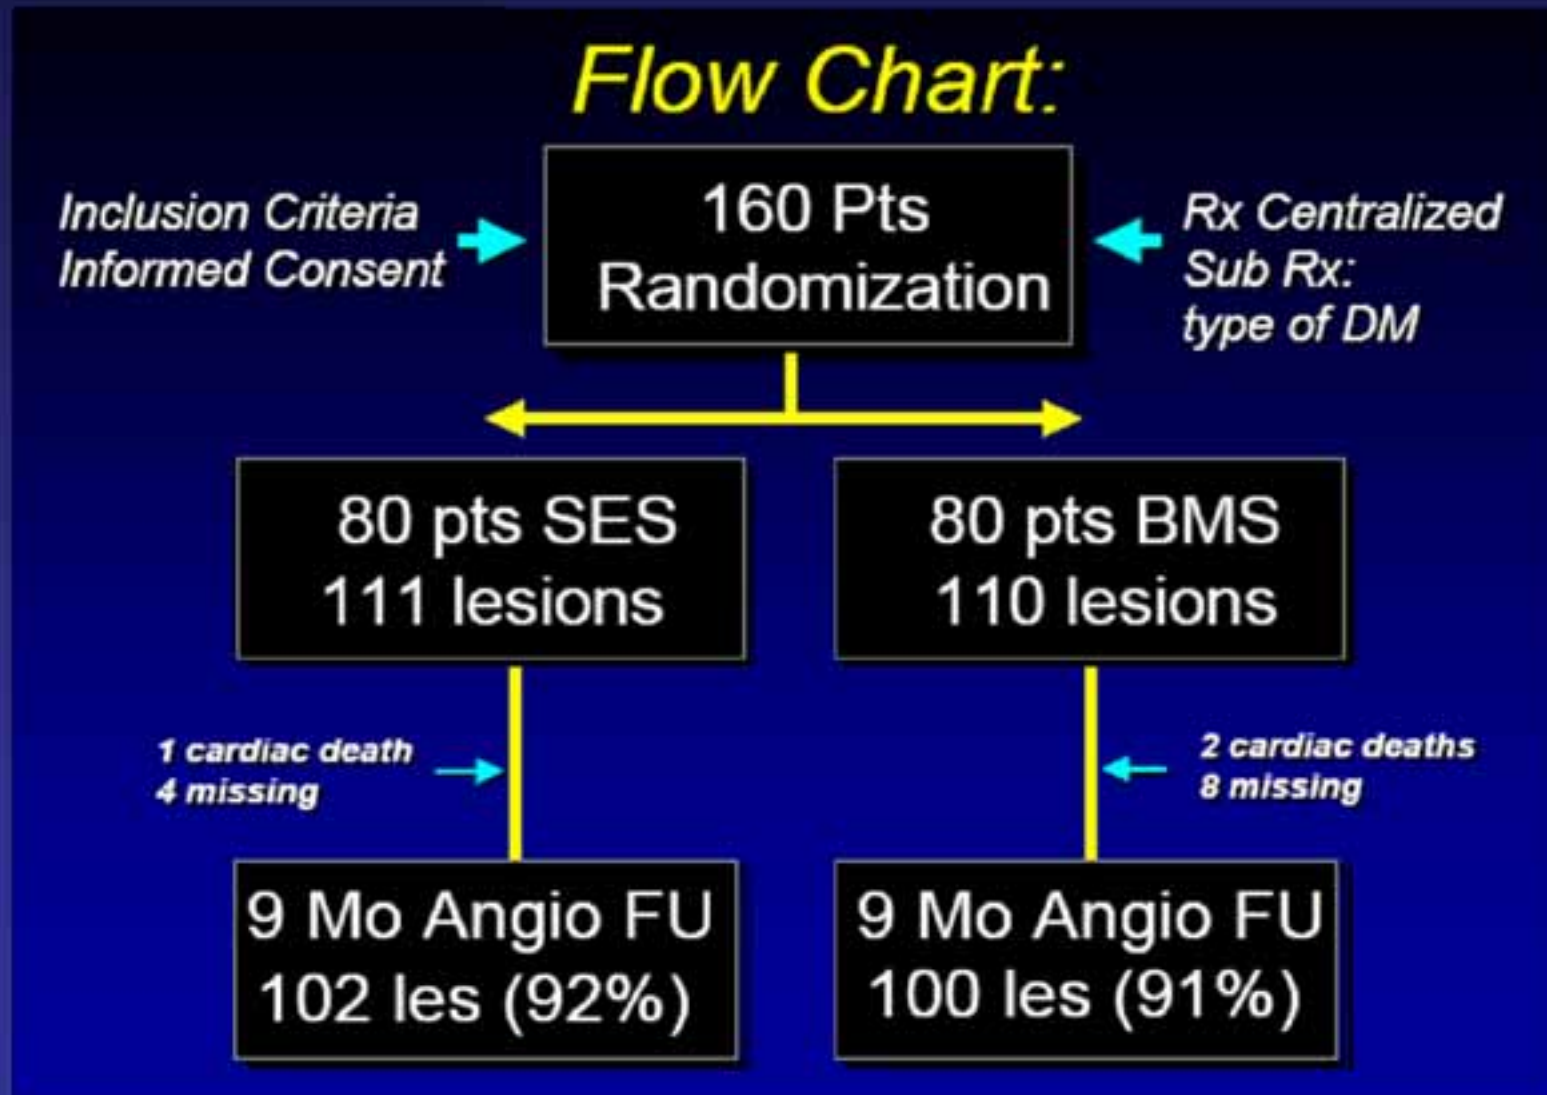 Flow Chart:
Inclusion Criteria
Informed Consent
160 Pts
Randomization
Rx Centralized
Sub Rx:
type of DM
80 pts SES
111 lesions
80 pts BMS
110 lesions
1 cardiac death
4 missing
2 cardiac deaths
8 missing
9 Mo Angio FU
102 les (92%)
9 Mo Angio FU
100 les (91%)